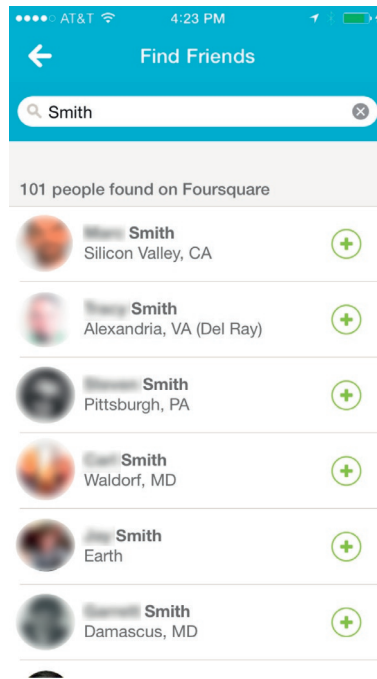 AT&T 4:23 PM
Find Friends
Smith
101 people found on Foursquare
Smith
Silicon Valley, CA
Smith
Alexandria, VA (Del Ray)
Smith
Pittsburgh, PA
Smith
Waldorf, MD
Smith
Earth
Smith
Damascus, MD